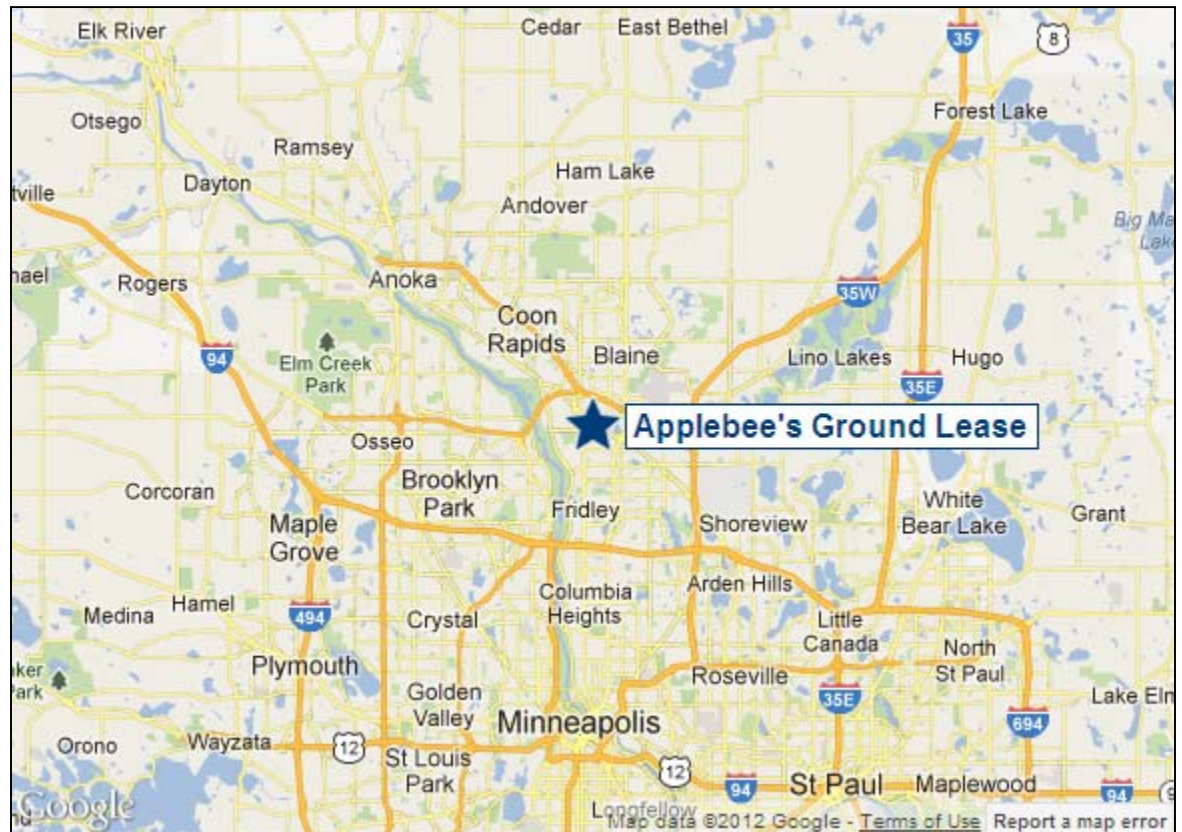 Elk River
Cedar
East Bethel
35
8
Otsego
Forest Lake
Ramsey
Ham Lake
tville
Dayton
Andover
Big Ma
Lake
hael
Rogers
Anoka
35W
Coon
Rapids
Blaine
Lino Lakes
Hugo
94
Elm Creek
Park
35E
Applebee's Ground Lease
Osseo
Corcoran
Brooklyn
Park
Fridley
White
Bear Lake
Grant
Maple
Grove
Shoreview
Medina
Hamel
494
Crystal
Columbia
Heights
Arden Hills
Little
Canada
North
St Paul
Plymouth
Roseville
ker
Park
Golden
Valley
35E
Lake Elm
Minneapolis
694
Orono
Wayzata
12
St Louis
Park
12
94
St Paul
Maplewood
94
Google
Longfellow
Map data ©2012 Google - Terms of Use
Report a map error